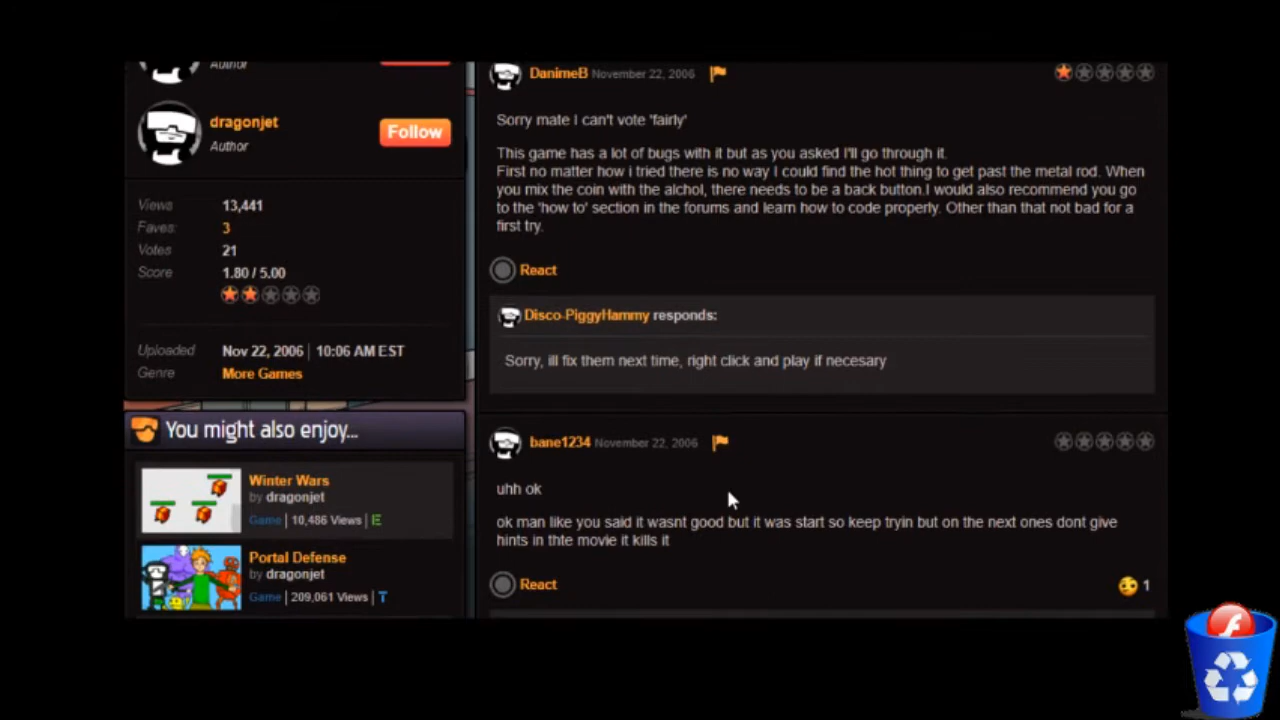 Author
dragonjet
Author
Follow
Views 13,441
Faves: 3
Votes 21
Score 1.80 / 5.00
Uploaded Nov 22, 2006 | 10:06 AM EST
Genre More Games
You might also enjoy...
Winter Wars
by dragonjet
Game | 10,486 Views | E
Portal Defense
by dragonjet
Game | 209,061 Views | T
DanimeB November 22, 2006
Sorry mate I can't vote 'fairly'
This game has a lot of bugs with it but as you asked I'll go through it.
First no matter how i tried there is no way I could find the hot thing to get past the metal rod. When
you mix the coin with the alchol, there needs to be a back button.I would also recommend you go
to the 'how to' section in the forums and learn how to code properly. Other than that not bad for a
first try.
React
Disco-PiggyHammy responds:
Sorry, ill fix them next time, right click and play if necesary
bane1234 November 22, 2006
uhh ok
ok man like you said it wasnt good but it was start so keep tryin but on the next ones dont give
hints in thte movie it kills it
React
1